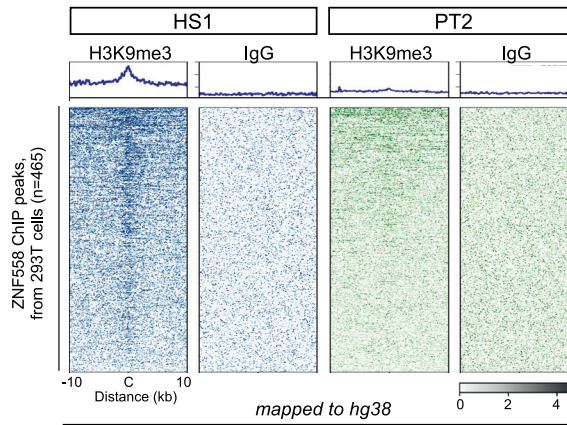 HS1 PT2
H3K9me3 IgG H3K9me3 IgG
ZNF558 ChIP peaks,
from 293T cells (n=465)
-10 C 10
Distance (kb)
0 2 4
mapped to hg38